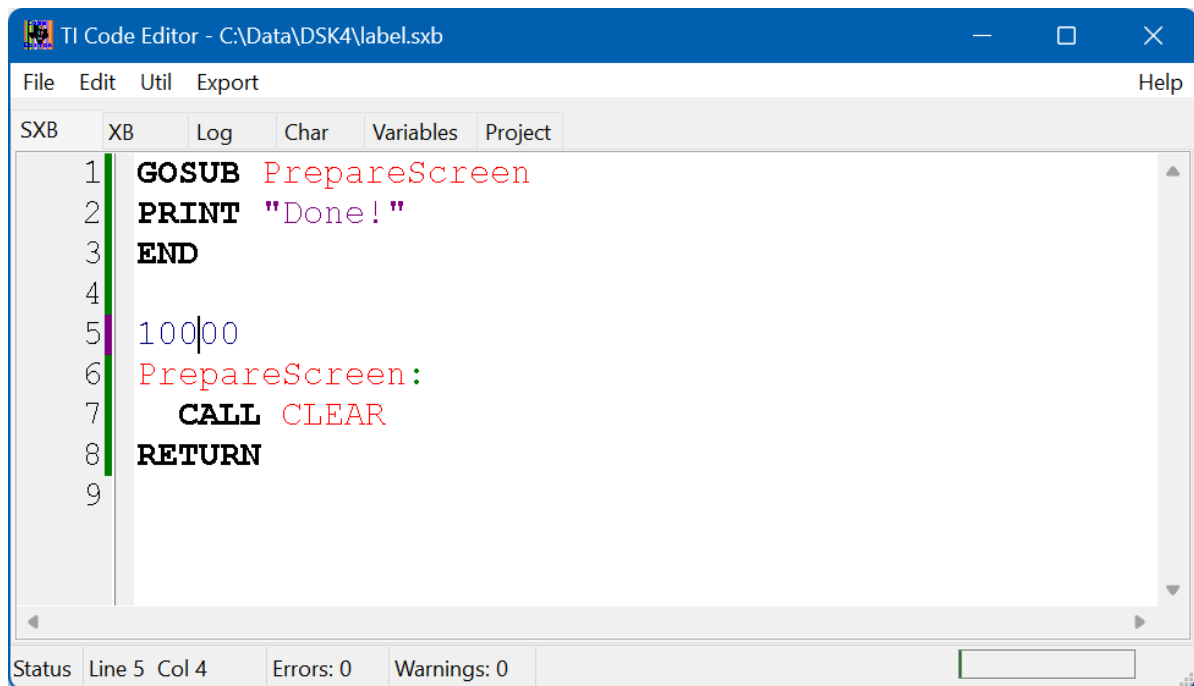 TI Code Editor - C:\Data\DSK4\label.sxb
File Edit Util Export Help
SXB XB Log Char Variables Project
1 GOSUB PrepareScreen
2 PRINT "Done!"
3 END
4
5 10000
6 PrepareScreen:
7 CALL CLEAR
8 RETURN
9
Status Line 5 Col 4 Errors: 0 Warnings: 0